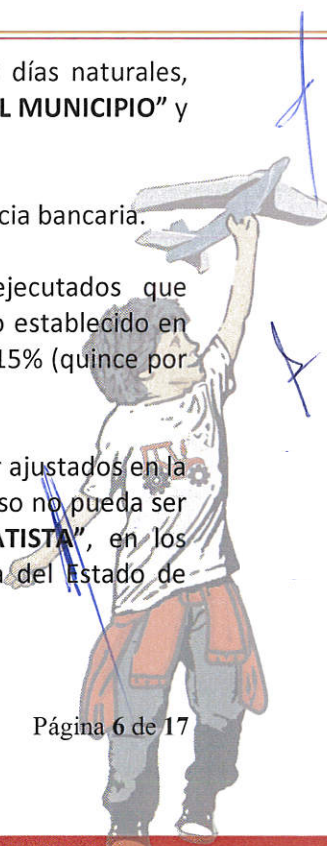 días naturales,
L MUNICIPIO” y
cia bancaria.
ejecutados que
o establecido en
15% (quince por
r ajustados en la
so no pueda ser
ATISTA”, en los
a del Estado de
Página 6 de 17